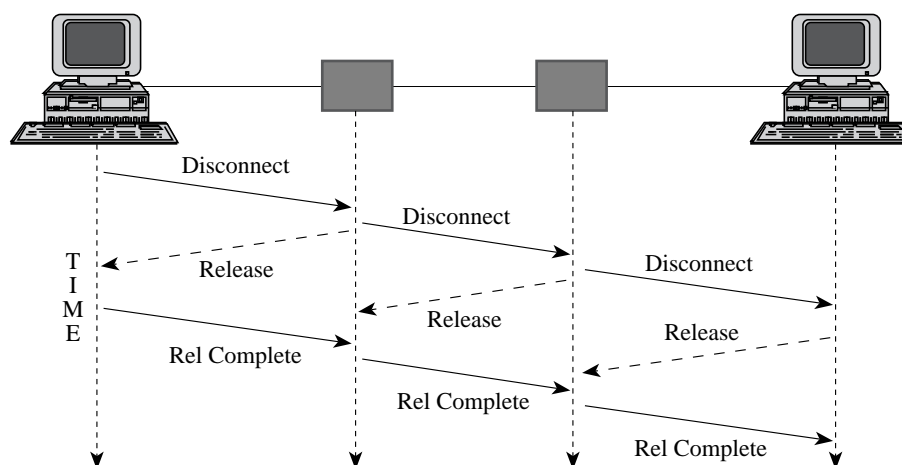 Disconnect
Disconnect
Disconnect
Release
Release
Release
T
I
M
E
Rel Complete
Rel Complete
Rel Complete